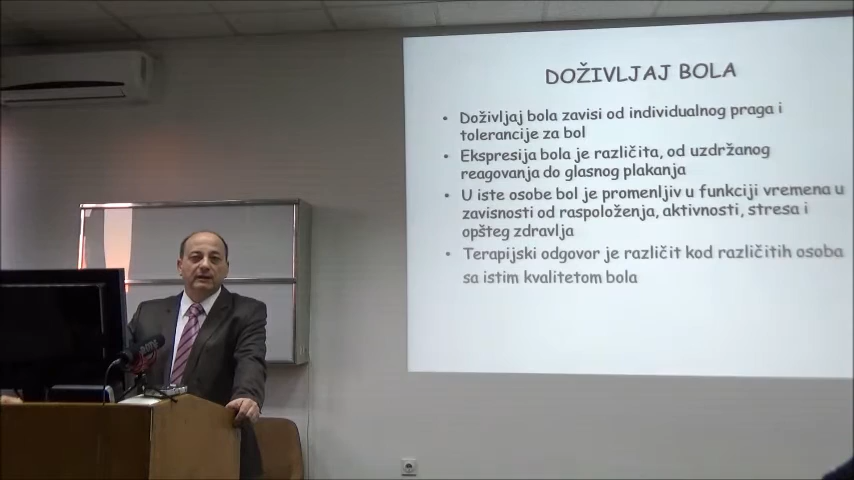 DOŽIVLJAJ BOLA
• Doživljaj bola zavisi od individualnog praga i
tolerancije za bol
• Ekspresija bola je različita, od uzdržanog
reagovanja do glasnog plakanja
• U iste osobe bol je promenljiv u funkciji vremena u
zavisnosti od raspoloženja, aktivnosti, stresa i
opšteg zdravlja
• Terapijski odgovor je različit kod različitih osoba
sa istim kvalitetom bola